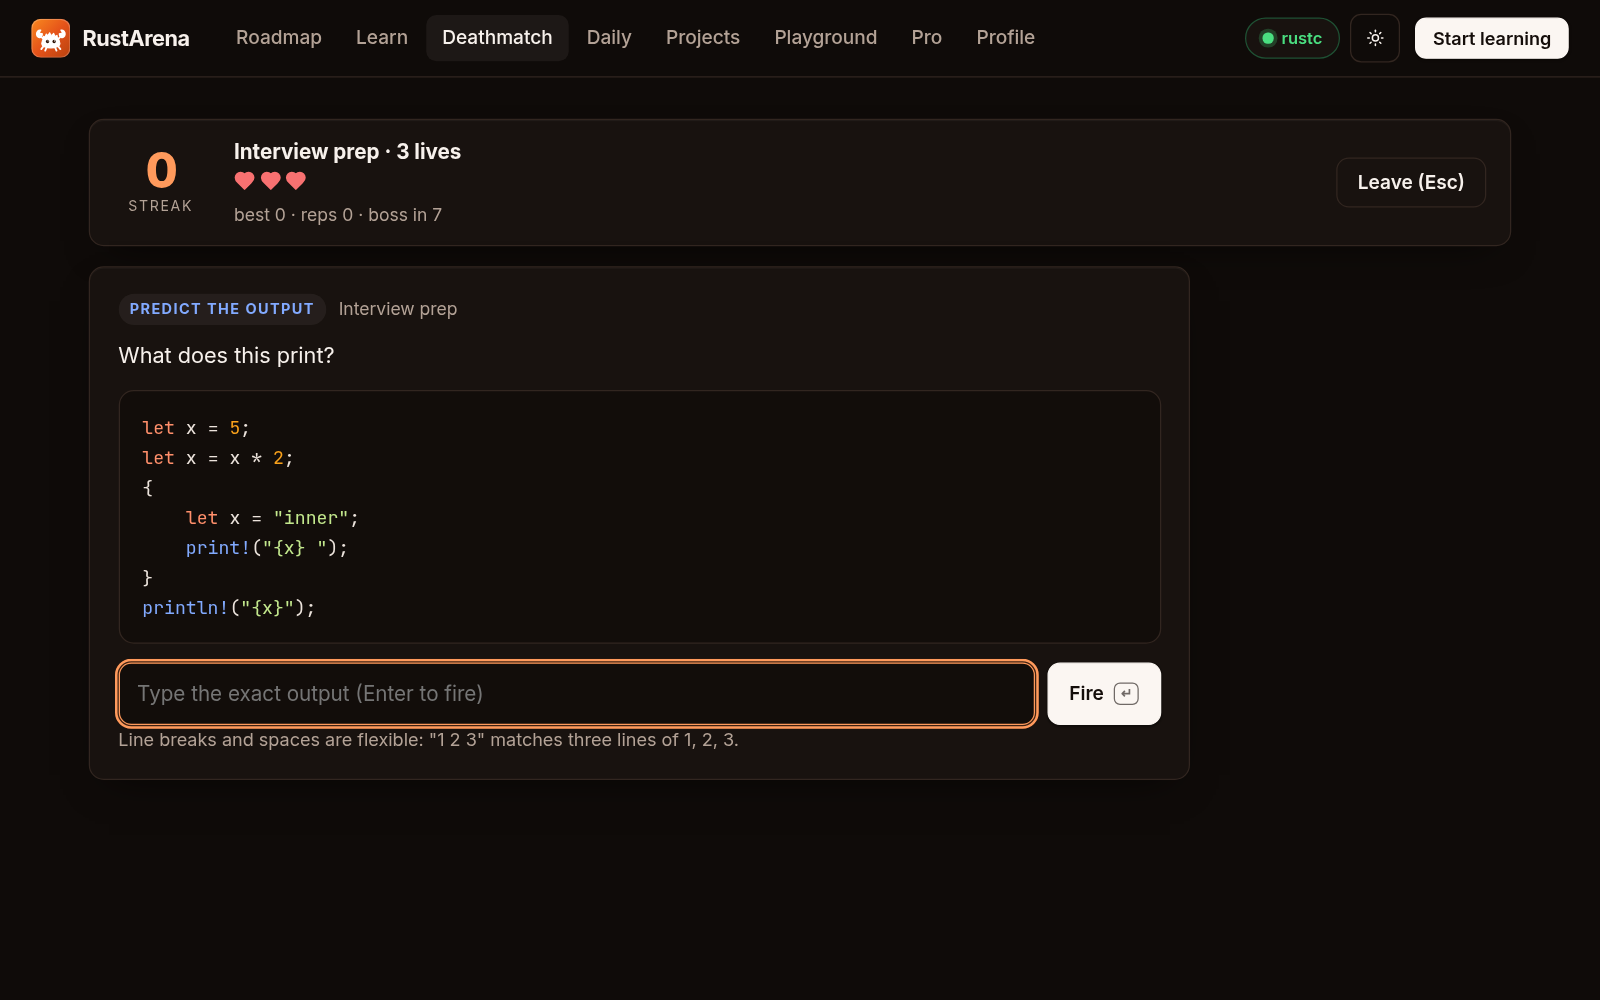 RustArena
Roadmap
Learn
Deathmatch
Daily
Projects
Playground
Pro
Profile
rustc
Start learning
0
STREAK
Interview prep · 3 lives
best 0 · reps 0 · boss in 7
Leave (Esc)
PREDICT THE OUTPUT
Interview prep
What does this print?
let x = 5;
let x = x * 2;
{
    let x = "inner";
    print!("{x} ");
}
println!("{x}");
Type the exact output (Enter to fire)
Fire ↵
Line breaks and spaces are flexible: "1 2 3" matches three lines of 1, 2, 3.